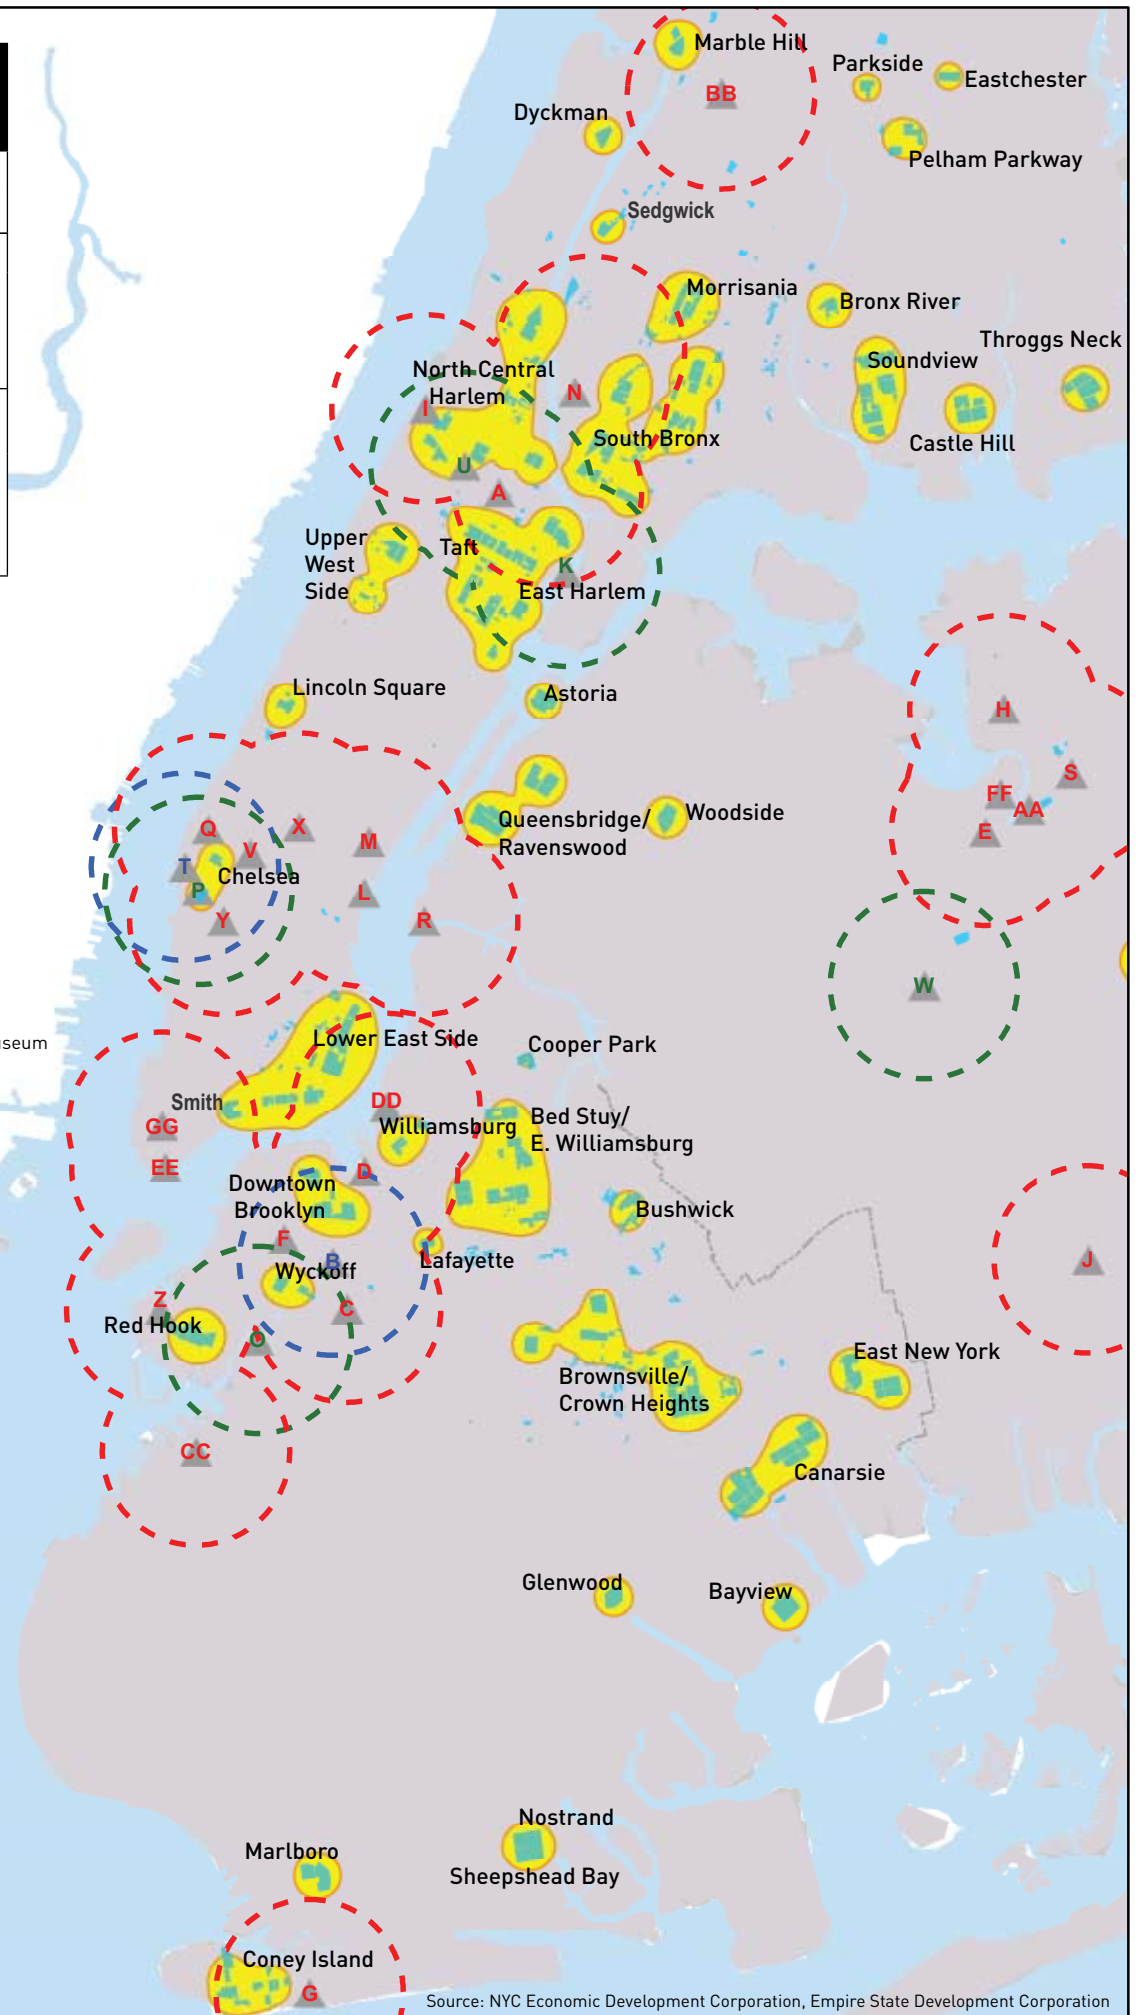 Marble Hill
Parkside
Eastchester
BB
Dyckman
Pelham Parkway
Sedgwick
Morrisania
Bronx River
Throggs Neck
North Central
Harlem
Soundview
I
N
Castle Hill
South Bronx
U
A
Upper
West
Side
Taft
K
East Harlem
Lincoln Square
Astoria
H
S
FF
AA
E
Queensbridge/
Ravenswood
Woodside
Q
X
M
V
T
Chelsea
P
L
Y
R
W
Lower East Side
seum
Cooper Park
Smith
DD
GG
Williamsburg
Bed Stuy/
E. Williamsburg
EE
D
Downtown
Brooklyn
Bushwick
F
B
Lafayette
J
Wyckoff
Z
C
Red Hook
O
East New York
Brownsville/
Crown Heights
CC
Canarsie
Glenwood
Bayview
Nostrand
Marlboro
Sheepshead Bay
Coney Island
G
Source: NYC Economic Development Corporation, Empire State Development Corporation